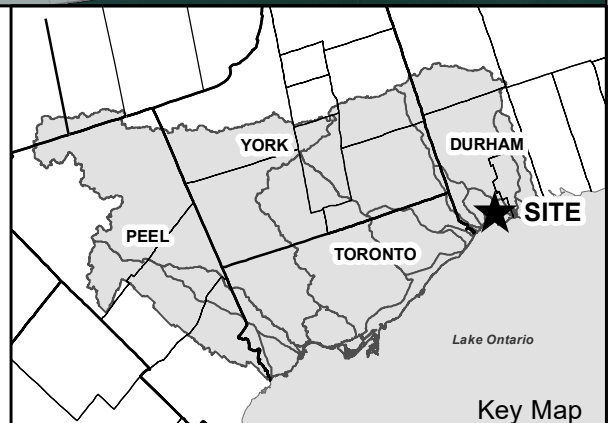 YORK
DURHAM
SITE
PEEL
TORONTO
Lake Ontario
Key Map